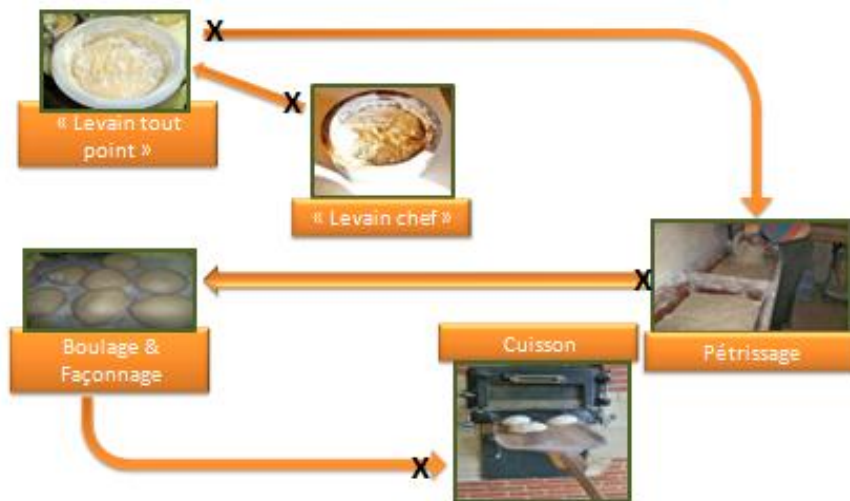 X
« Levain tout
point »
X
« Levain chef »
X
Boulage &
Façonnage
Cuisson
Pétrissage
X